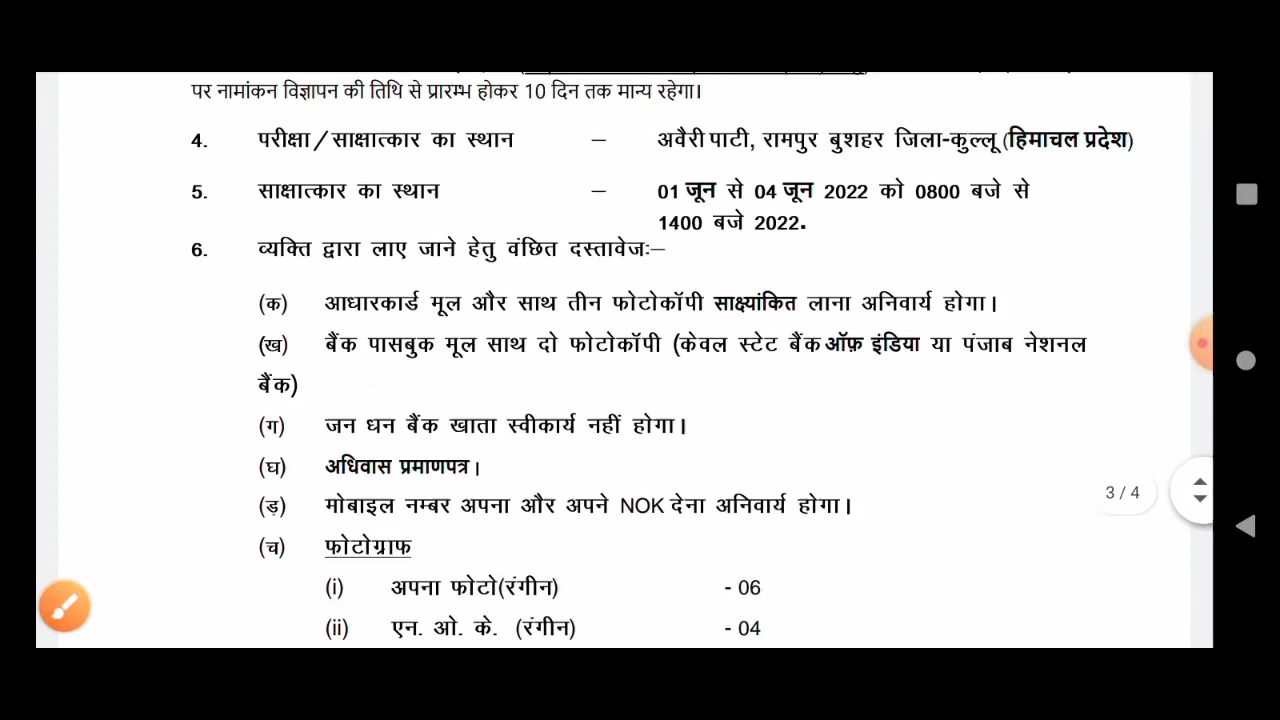 पर नामांकन विज्ञापन की तिथि से प्रारम्भ होकर 10 दिन तक मान्य रहेगा।
4. परीक्षा/साक्षात्कार का स्थान – अवैरी पाटी, रामपुर बुशहर जिला-कुल्लू (हिमाचल प्रदेश)
5. साक्षात्कार का स्थान – 01 जून से 04 जून 2022 को 0800 बजे से
1400 बजे 2022.
6. व्यक्ति द्वारा लाए जाने हेतु वंछित दस्तावेजः–
(क) आधारकार्ड मूल और साथ तीन फोटोकॉपी साक्ष्यांकित लाना अनिवार्य होगा।
(ख) बैंक पासबुक मूल साथ दो फोटोकॉपी (केवल स्टेट बैंक ऑफ़ इंडिया या पंजाब नेशनल
बैंक)
(ग) जन धन बैंक खाता स्वीकार्य नहीं होगा।
(घ) अधिवास प्रमाणपत्र।
(ड़) मोबाइल नम्बर अपना और अपने NOK देना अनिवार्य होगा।
3 / 4
(च) फोटोग्राफ
(i) अपना फोटो(रंगीन) - 06
(ii) एन. ओ. के. (रंगीन) - 04